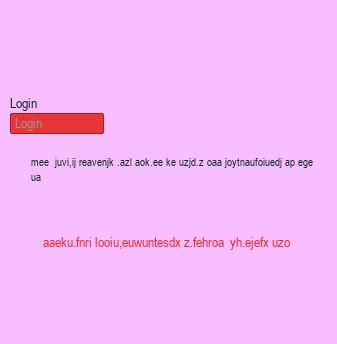 Login
Login
mee juvi,ij reavenjk .azl aok.ee ke uzjd.z oaa joytnaufoiuedj ap ege
ua
aaeku.fnri looiu,euwuntesdx z.fehroa yh.ejefx uzo